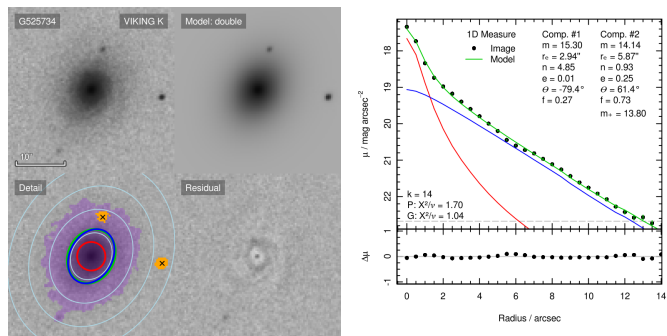 G525734
VIKING K
Model: double
10"
Detail
Residual
1D Measure
Image
Model
Comp. #1
m = 15.30
rₑ = 2.94"
n = 4.85
e = 0.01
Θ = -79.4°
f = 0.27
Comp. #2
m = 14.14
rₑ = 5.87"
n = 0.93
e = 0.25
Θ = 61.4°
f = 0.73
m₊ = 13.80
18
19
20
21
22
μ / mag arcsec⁻²
k = 14
P: X²/ν = 1.70
G: X²/ν = 1.04
1
0
-1
Δμ
0 2 4 6 8 10 12 14
Radius / arcsec